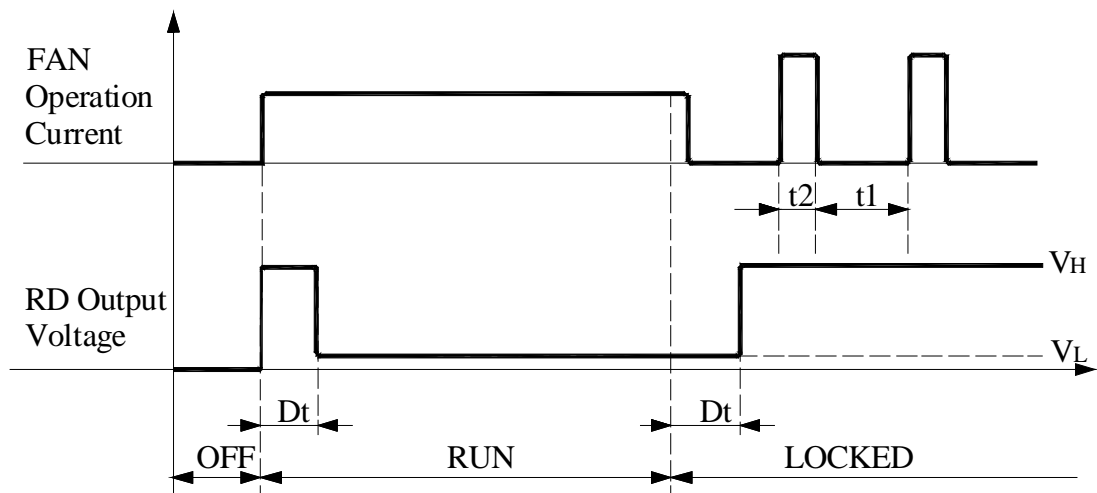 FAN
Operation
Current
t2
t1
VH
RD Output
Voltage
VL
Dt
Dt
OFF
RUN
LOCKED